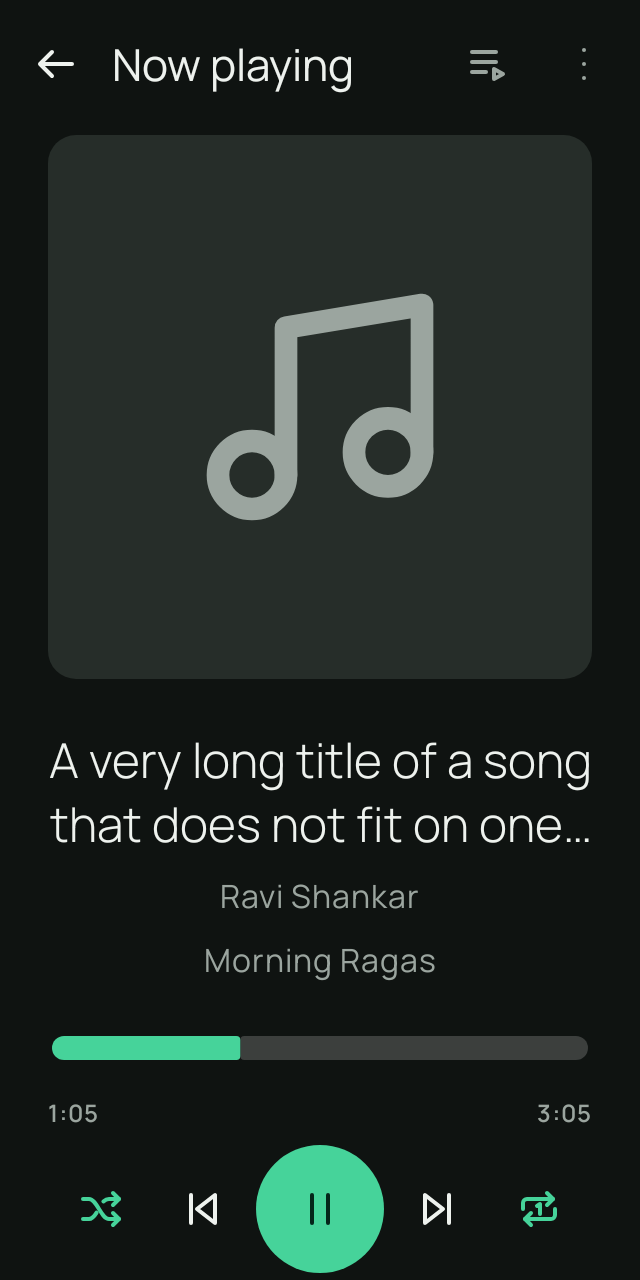 Now playing
A very long title of a song
that does not fit on one…
Ravi Shankar
Morning Ragas
1:05
3:05
1